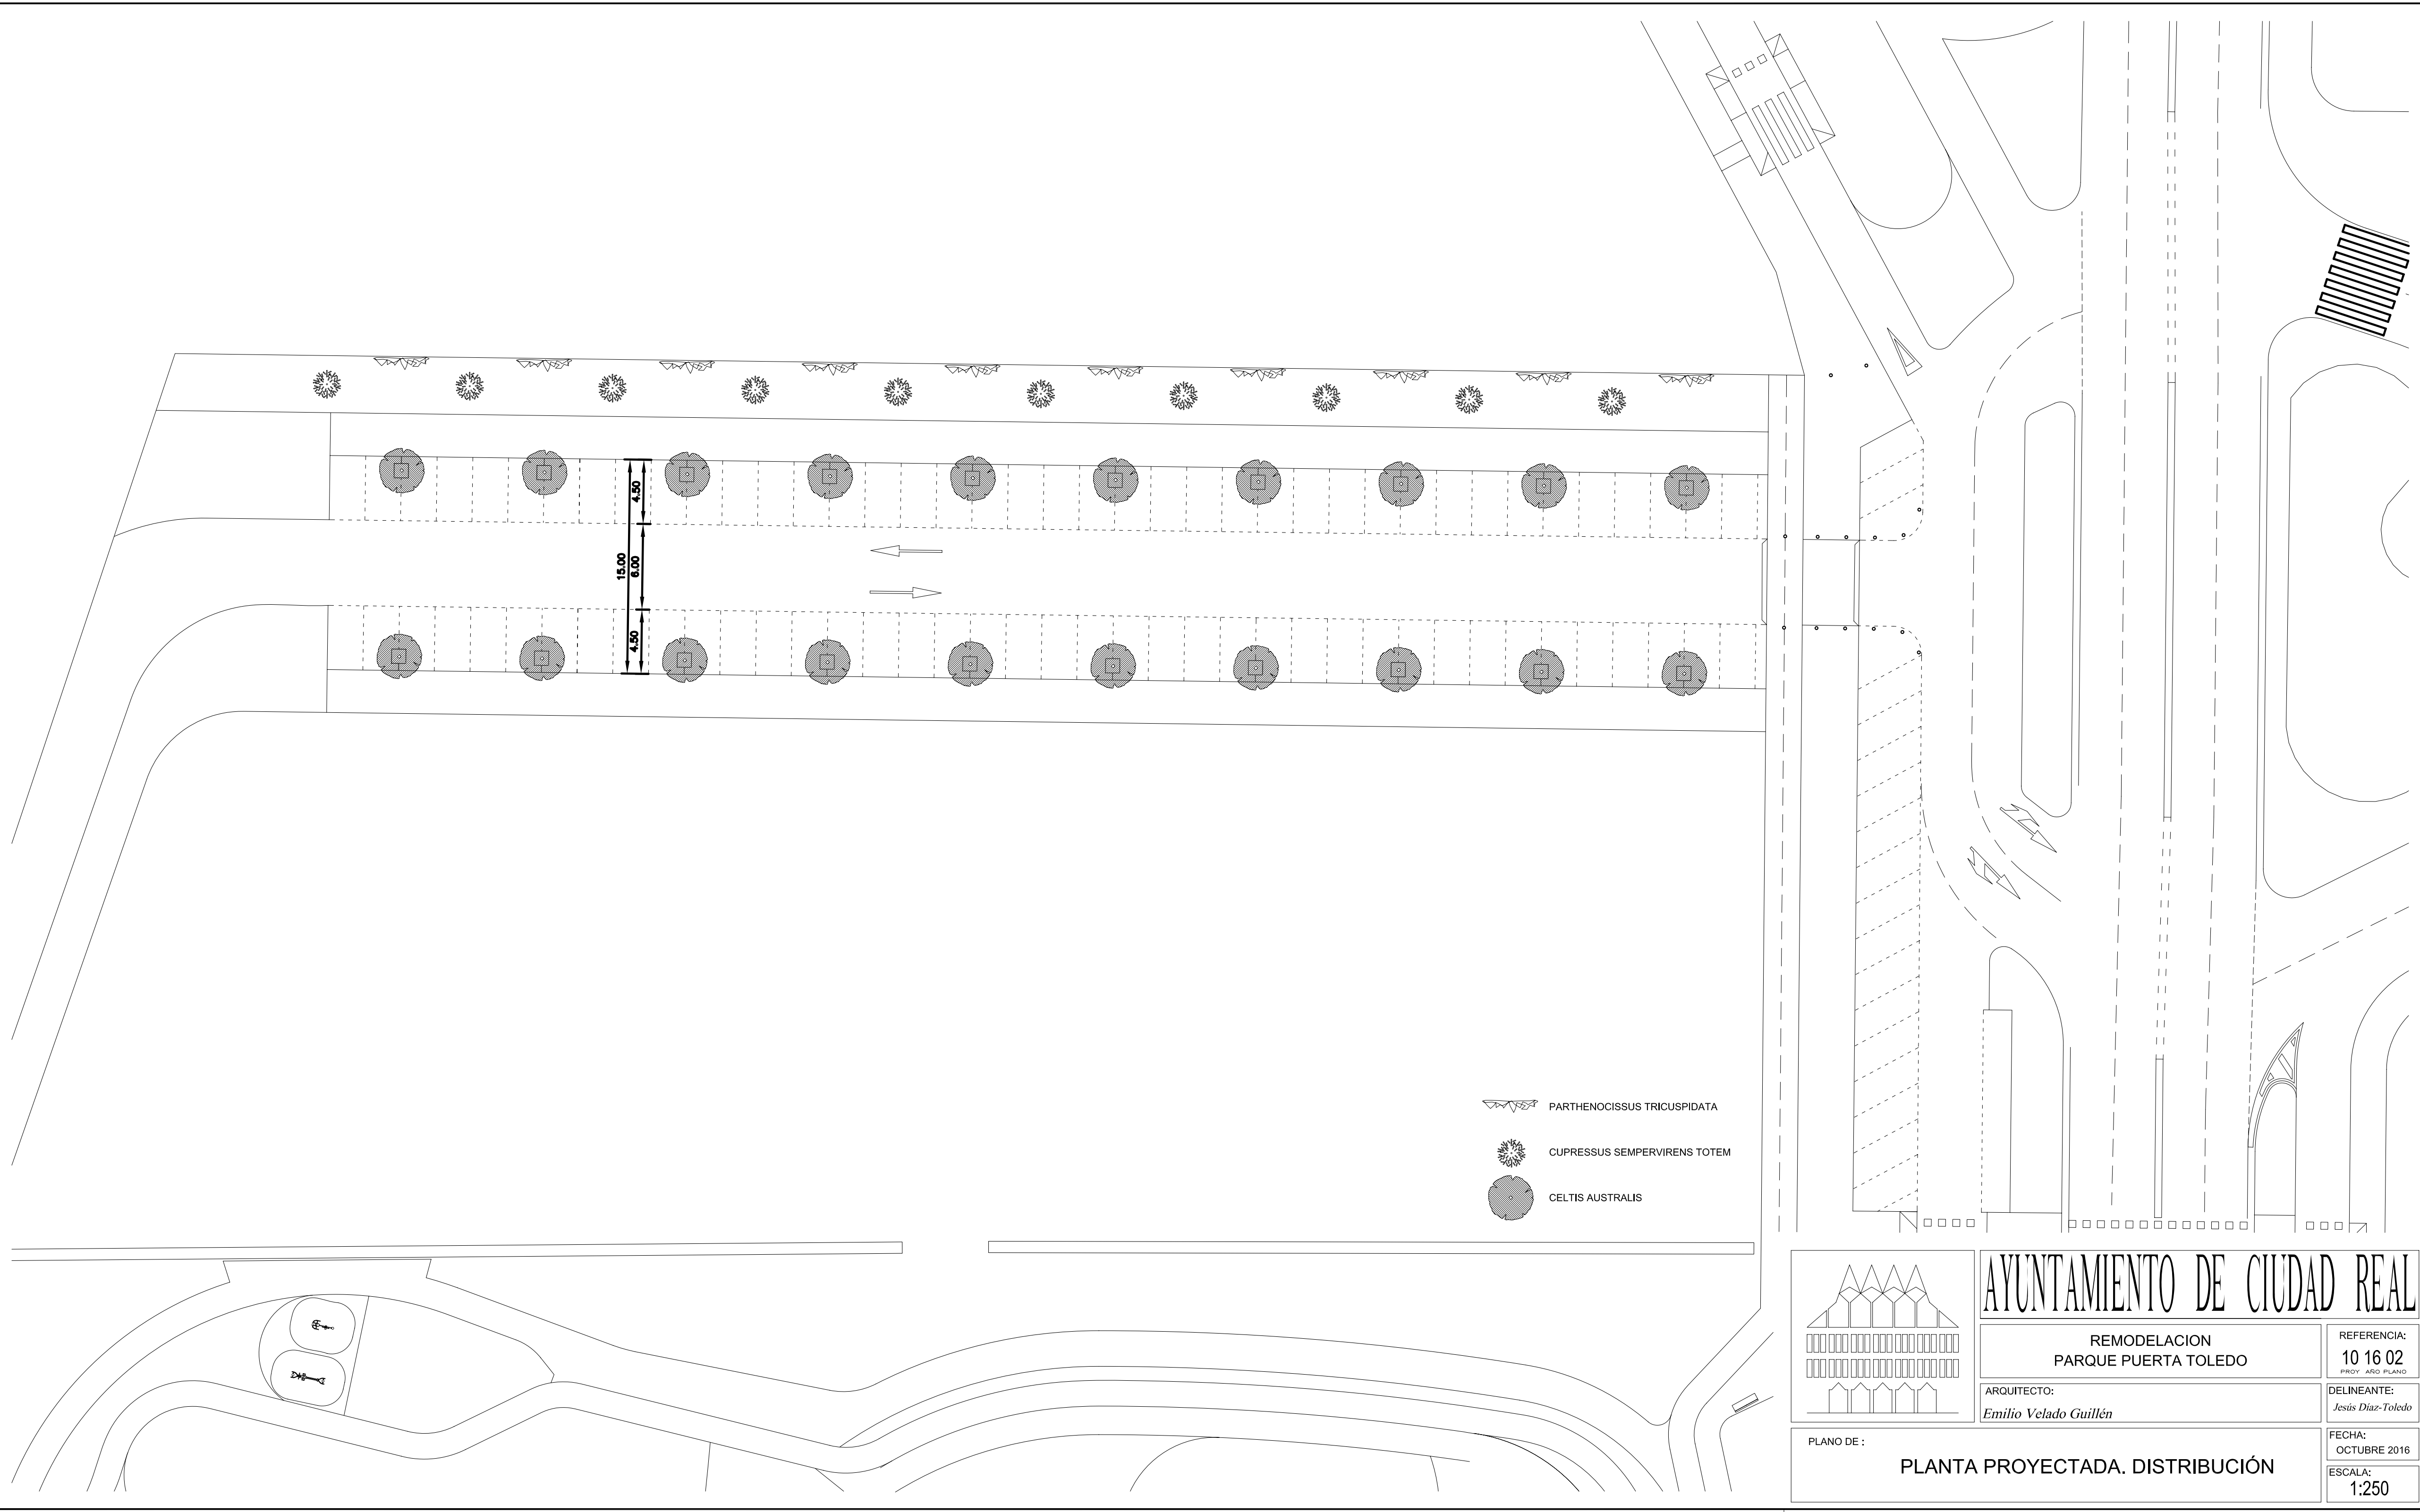 4.50
15.00
6.00
4.50
PARTHENOCISSUS TRICUSPIDATA
CUPRESSUS SEMPERVIRENS TOTEM
CELTIS AUSTRALIS
AYUNTAMIENTO DE CIUDAD REAL
REMODELACION
PARQUE PUERTA TOLEDO
REFERENCIA:
10 16 02
PROY AÑO PLANO
ARQUITECTO:
Emilio Velado Guillén
DELINEANTE:
Jesús Díaz-Toledo
PLANO DE :
PLANTA PROYECTADA. DISTRIBUCIÓN
FECHA:
OCTUBRE 2016
ESCALA:
1:250